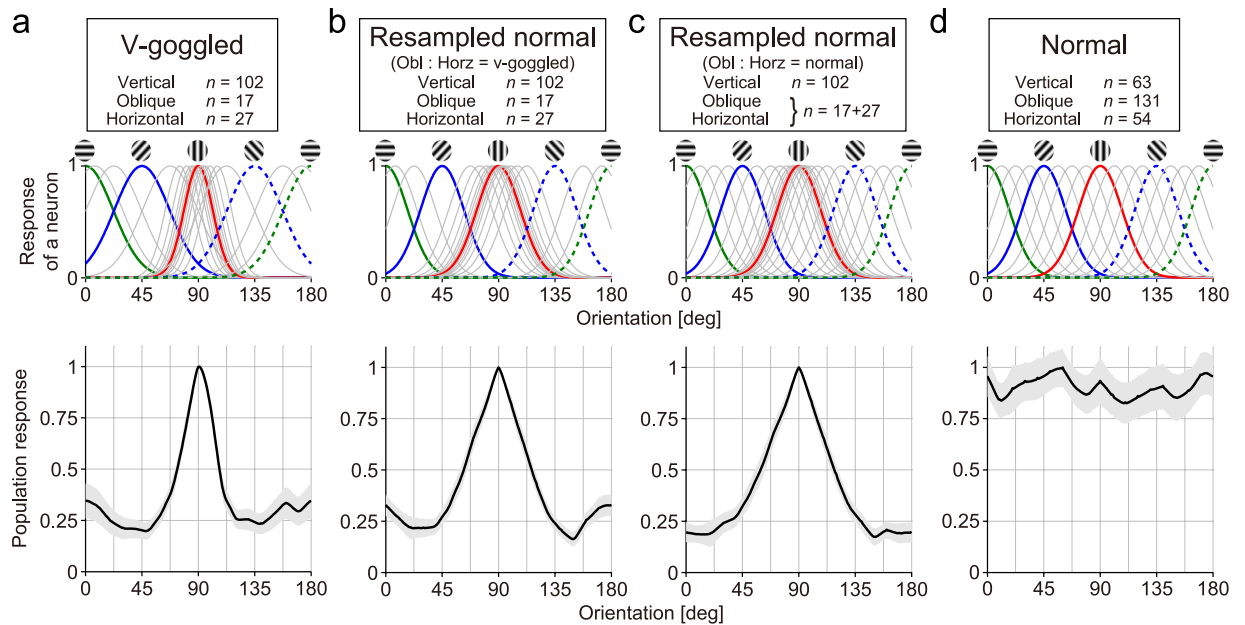 a
V-goggled
Vertical n = 102
Oblique n = 17
Horizontal n = 27
b
Resampled normal
(Obl : Horz = v-goggled)
Vertical n = 102
Oblique n = 17
Horizontal n = 27
c
Resampled normal
(Obl : Horz = normal)
Vertical n = 102
Oblique
Horizontal
} n = 17+27
d
Normal
Vertical n = 63
Oblique n = 131
Horizontal n = 54
Response
of a neuron
1
0
0 45 90 135 180
1
0
0 45 90 135 180
1
0
0 45 90 135 180
1
0
0 45 90 135 180
Orientation [deg]
Population response
1
0.75
0.5
0.25
0
0 45 90 135 180
1
0.75
0.5
0.25
0
0 45 90 135 180
1
0.75
0.5
0.25
0
0 45 90 135 180
1
0.75
0.5
0.25
0
0 45 90 135 180
Orientation [deg]